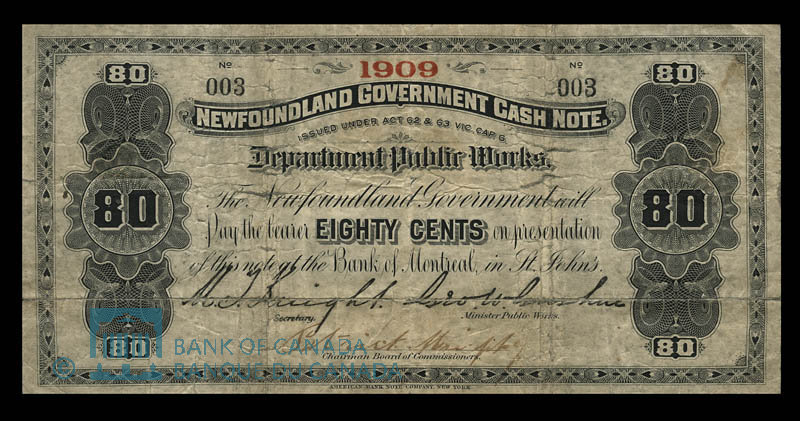 80 80
Nº 1909 Nº
003 003
NEWFOUNDLAND GOVERNMENT CASH NOTE.
ISSUED UNDER ACT 62 & 63 VIC. CAP 6.
Department Public Works.
The Newfoundland Government will
80 Pay the bearer EIGHTY CENTS on presentation 80
of this note at the Bank of Montreal, in St. John's.
Secretary. Minister Public Works.
Chairman Board of Commissioners.
80 80
© BANK OF CANADA
BANQUE DU CANADA
AMERICAN BANK NOTE COMPANY, NEW YORK.